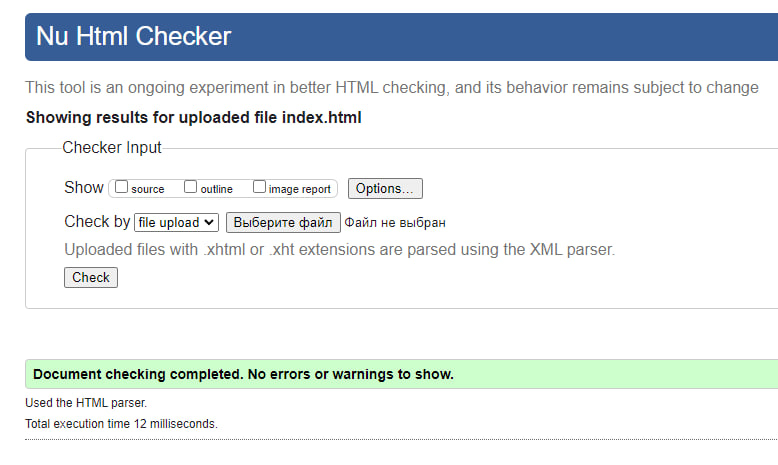 Nu Html Checker
This tool is an ongoing experiment in better HTML checking, and its behavior remains subject to change
Showing results for uploaded file index.html
Checker Input
Show source outline image report Options...
Check by file upload Выберите файл Файл не выбран
Uploaded files with .xhtml or .xht extensions are parsed using the XML parser.
Check
Document checking completed. No errors or warnings to show.
Used the HTML parser.
Total execution time 12 milliseconds.